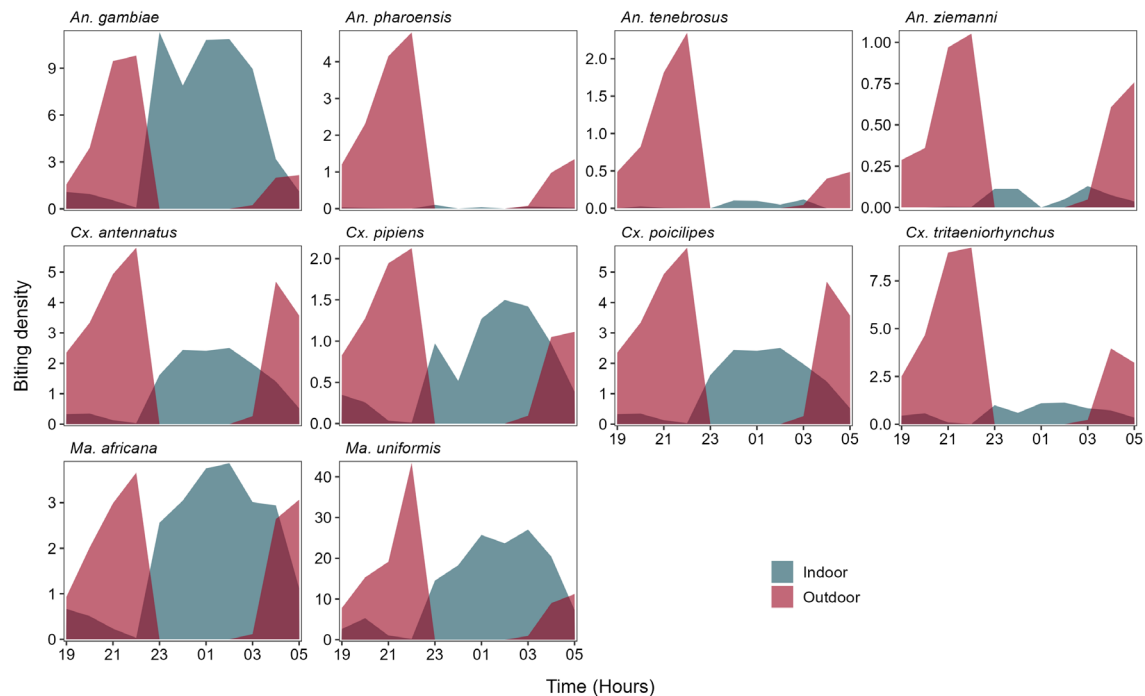 An. gambiae
An. pharoensis
An. tenebrosus
An. ziemanni
9
6
3
0
5
4
3
2
1
0
2.0
1.5
1.0
0.5
0.0
1.00
0.75
0.50
0.25
0.00
Cx. antennatus
Cx. pipiens
Cx. poicilipes
Cx. tritaeniorhynchus
5
4
3
2
1
0
2.0
1.5
1.0
0.5
0.0
5
4
3
2
1
0
7.5
5.0
2.5
0.0
19 21 23 01 03 05
19 21 23 01 03 05
Ma. africana
Ma. uniformis
3
2
1
0
40
30
20
10
0
19 21 23 01 03 05
19 21 23 01 03 05
Biting density
Time (Hours)
Indoor
Outdoor